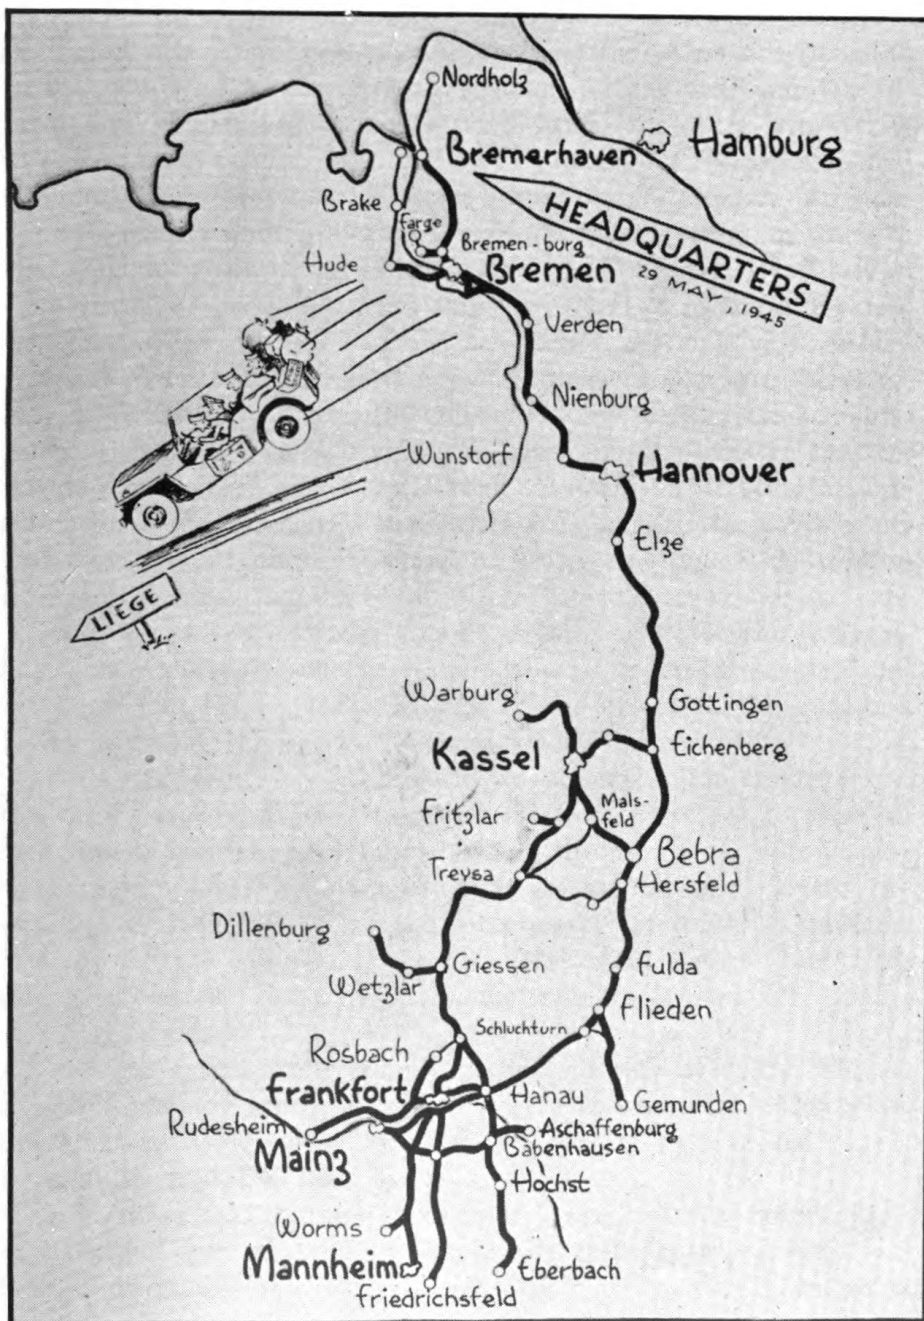 Nordholz
Hamburg
Bremerhaven
Brake
Farge
HEADQUARTERS
29 MAY, 1945
Bremen-burg
Hude
Bremen
Verden
Nienburg
Wunstorf
Hannover
Elze
LIEGE
Warburg
Gottingen
Kassel
Eichenberg
Fritzlar
Mals-
feld
Bebra
Treysa
Hersfeld
Dillenburg
Giessen
Fulda
Wetzlar
Flieden
Schluchturn
Rosbach
Frankfort
Hanau
Gemunden
Rudesheim
Aschaffenburg
Mainz
Babenhausen
Hochst
Worms
Mannheim
Eberbach
Friedrichsfeld